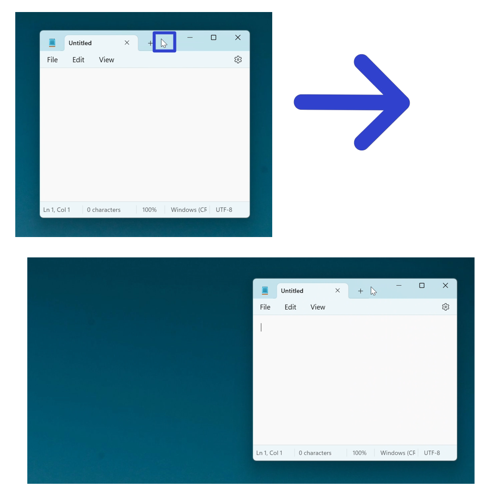 Untitled
File Edit View
Ln 1, Col 1 0 characters 100% Windows (CF UTF-8
Untitled
File Edit View
Ln 1, Col 1 0 characters 100% Windows (CF UTF-8